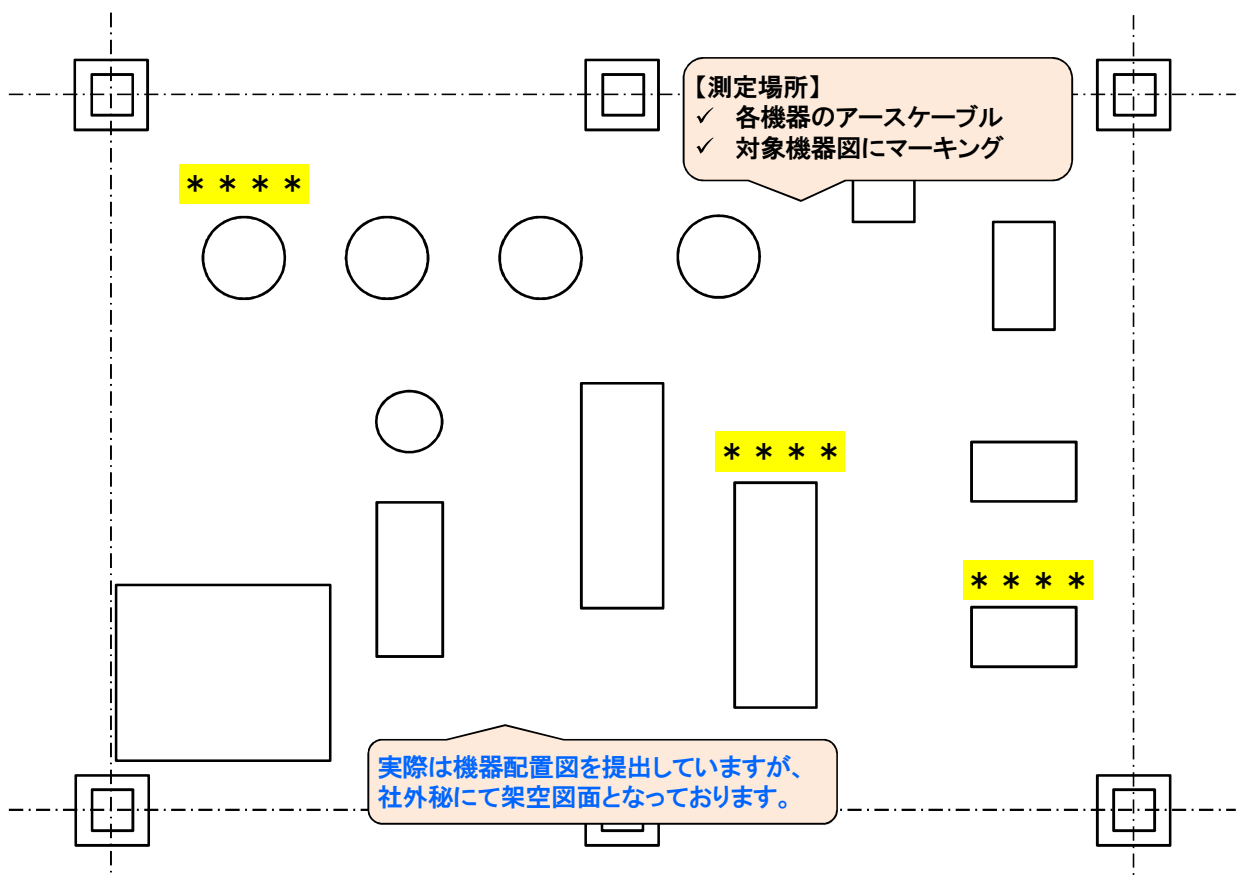 【測定場所】
✓ 各機器のアースケーブル
✓ 対象機器図にマーキング
＊＊＊＊
＊＊＊＊
＊＊＊＊
実際は機器配置図を提出していますが、
社外秘にて架空図面となっております。